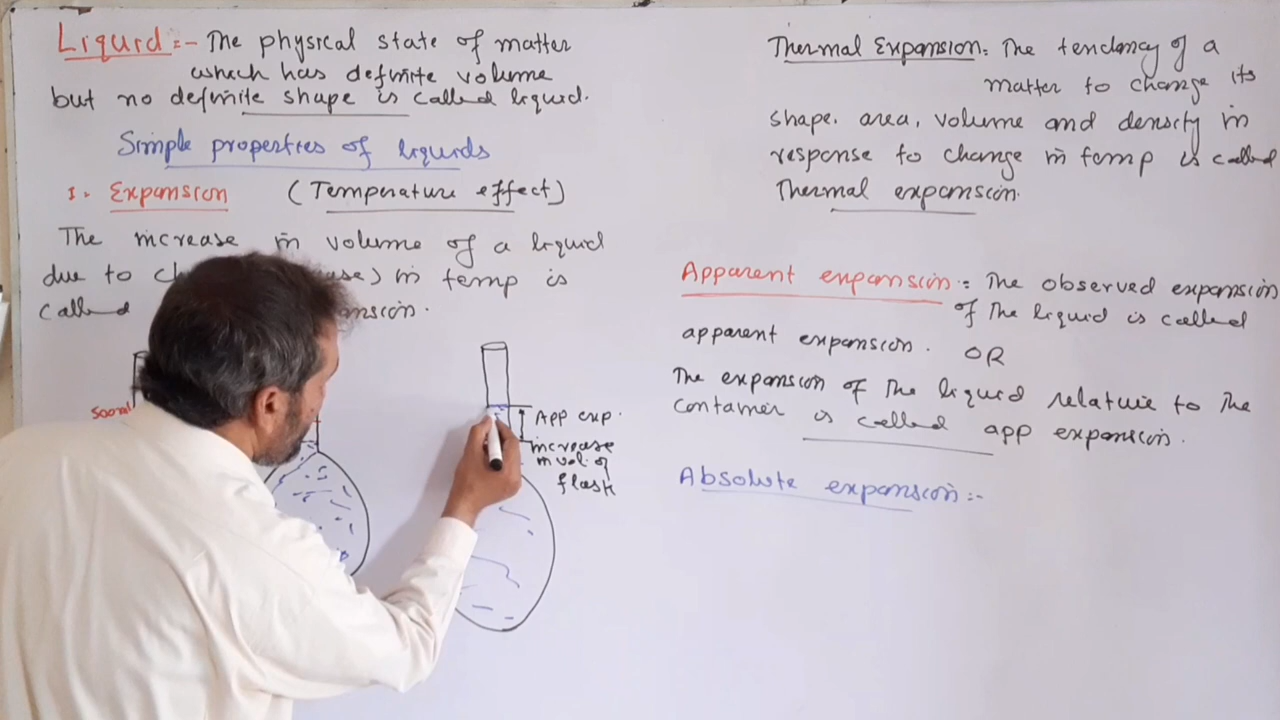 Liquid:- The physical state of matter
which has definite volume
but no definite shape is called liquid.
Simple properties of liquids
1. Expansion (Temperature effect)
The increase in volume of a liquid
due to in temp is
called
500ml
App exp.
increase
in vol. of
flask
Thermal Expansion: The tendancy of a
matter to change its
shape. area, volume and density in
response to change in temp is called
Thermal expansion.
Apparent expansion: The observed expansion
of the liquid is called
apparent expansion. OR
The expansion of the liquid relative to the
container is called app expansion.
Absolute expansion:-